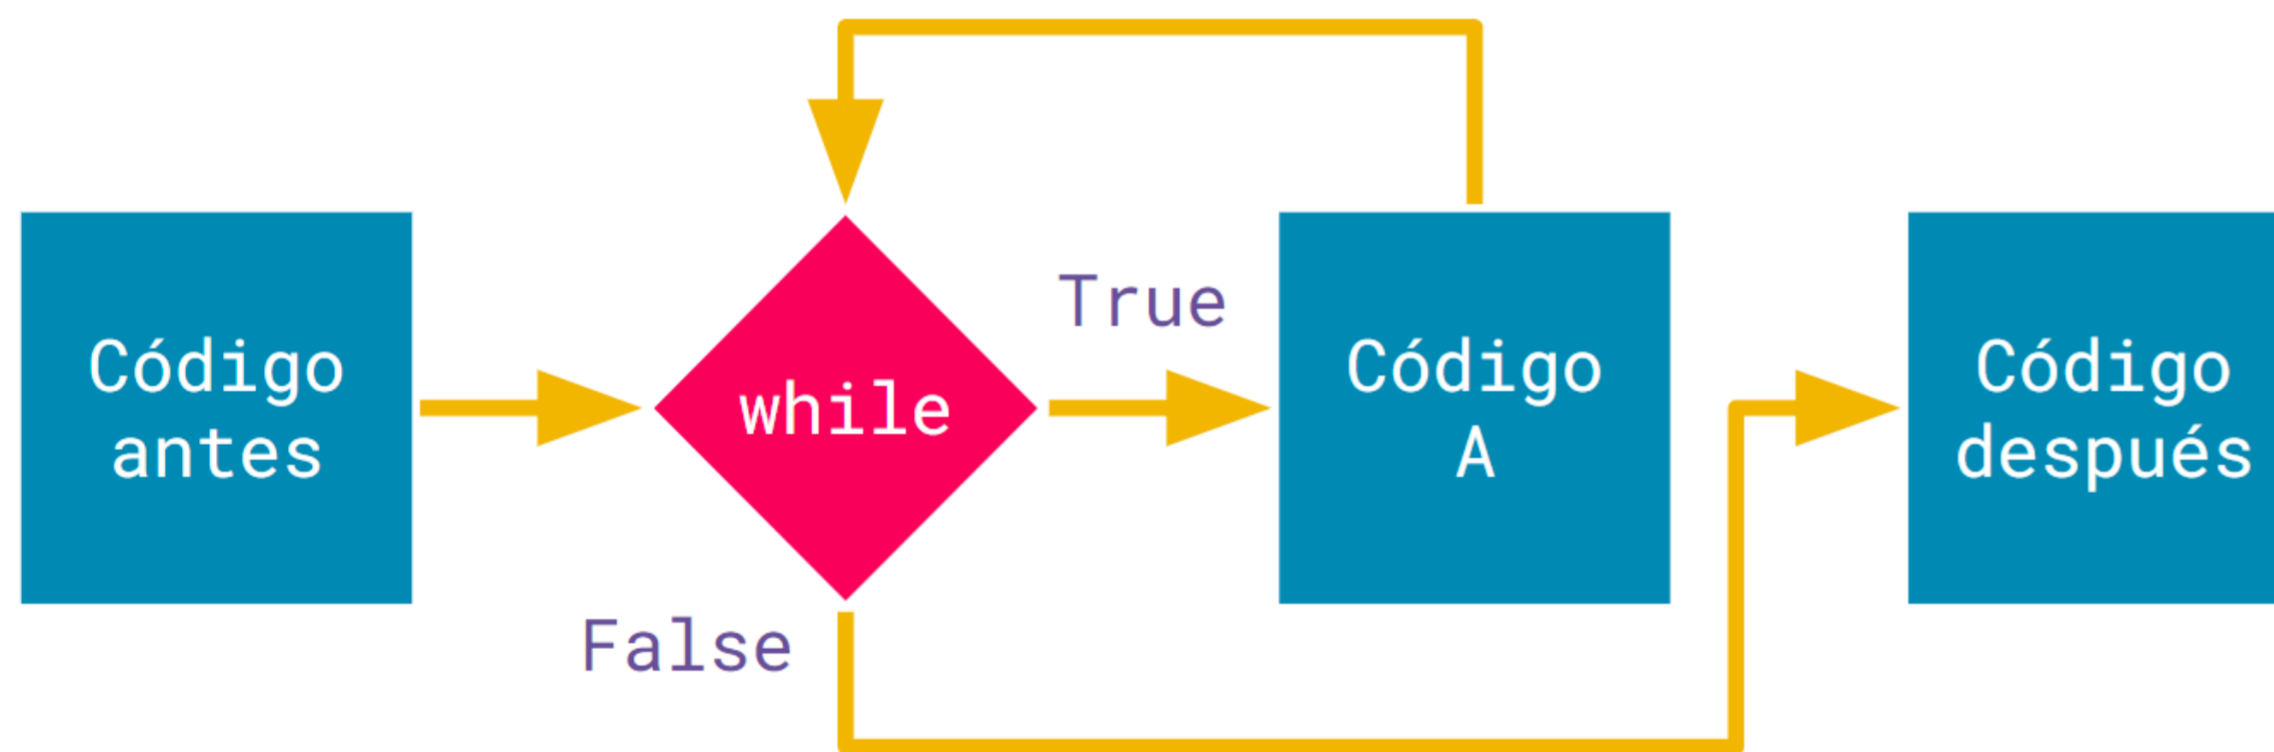 Código
antes
while
True
False
Código
A
Código
después